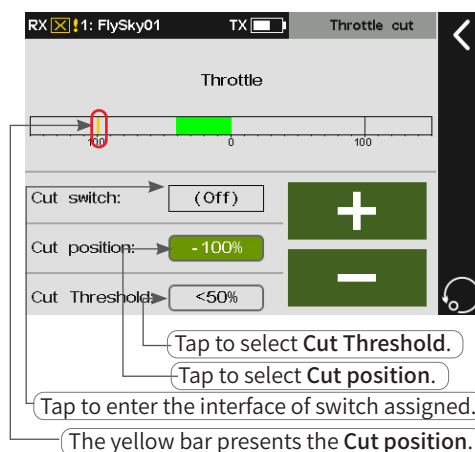 RX !1: FlySky01 TX Throttle cut
Throttle
100 0 100
Cut switch: (Off)
Cut position: -100%
Cut Threshold: <50%
Tap to select Cut Threshold.
Tap to select Cut position.
Tap to enter the interface of switch assigned.
The yellow bar presents the Cut position.